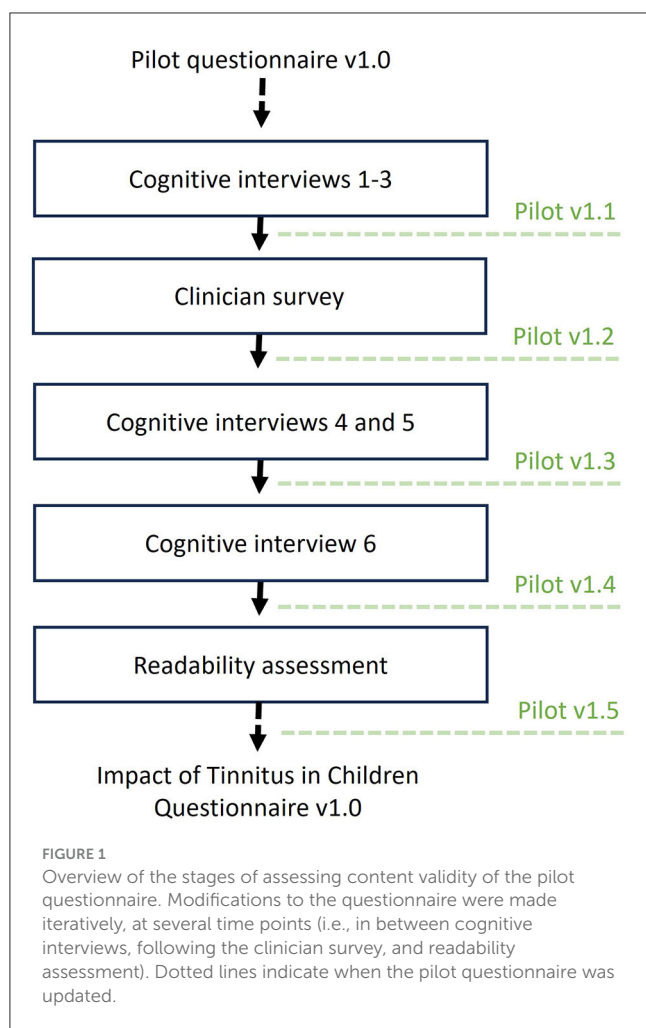 Pilot questionnaire v1.0
Cognitive interviews 1-3
Pilot v1.1
Clinician survey
Pilot v1.2
Cognitive interviews 4 and 5
Pilot v1.3
Cognitive interview 6
Pilot v1.4
Readability assessment
Pilot v1.5
Impact of Tinnitus in Children
Questionnaire v1.0
FIGURE 1
Overview of the stages of assessing content validity of the pilot
questionnaire. Modifications to the questionnaire were made
iteratively, at several time points (i.e., in between cognitive
interviews, following the clinician survey, and readability
assessment). Dotted lines indicate when the pilot questionnaire was
updated.